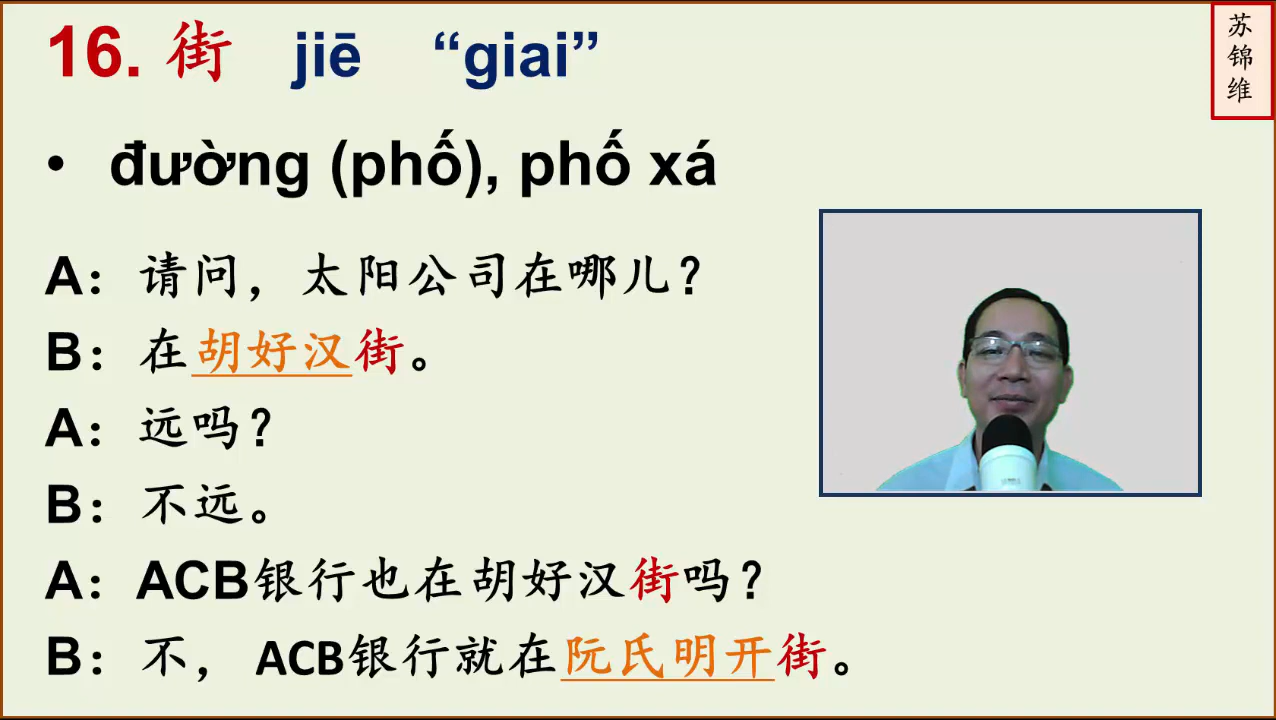 16. 街 jiē “giai”
苏锦维
• đường (phố), phố xá
A：请问，太阳公司在哪儿？
B：在胡好汉街。
A：远吗？
B：不远。
A：ACB银行也在胡好汉街吗？
B：不， ACB银行就在阮氏明开街。